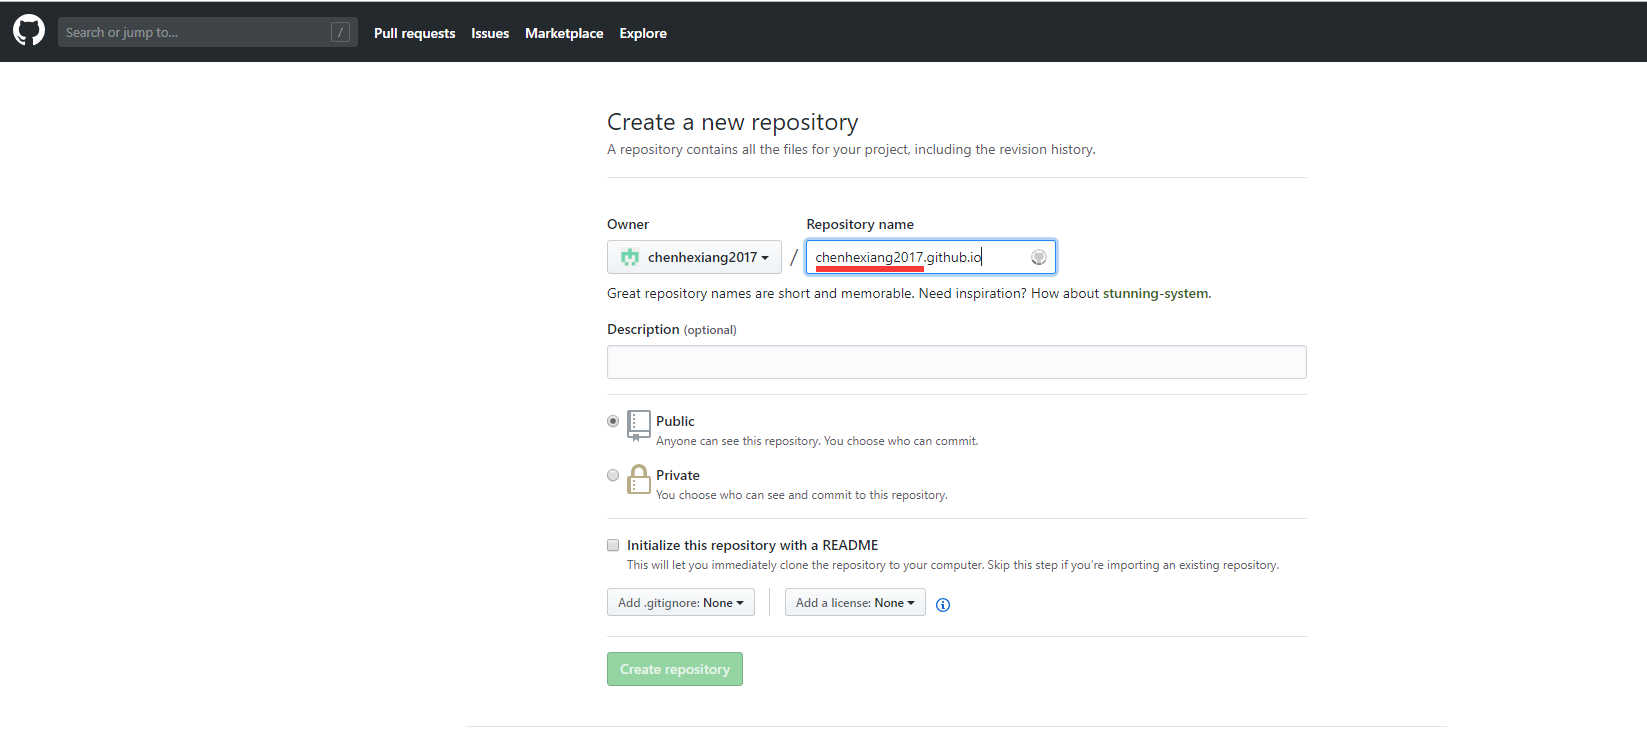 Search or jump to... /
Pull requests Issues Marketplace Explore
Create a new repository
A repository contains all the files for your project, including the revision history.
Owner Repository name
chenhexiang2017 / chenhexiang2017.github.io
Great repository names are short and memorable. Need inspiration? How about stunning-system.
Description (optional)
Public
Anyone can see this repository. You choose who can commit.
Private
You choose who can see and commit to this repository.
Initialize this repository with a README
This will let you immediately clone the repository to your computer. Skip this step if you're importing an existing repository.
Add .gitignore: None Add a license: None
Create repository